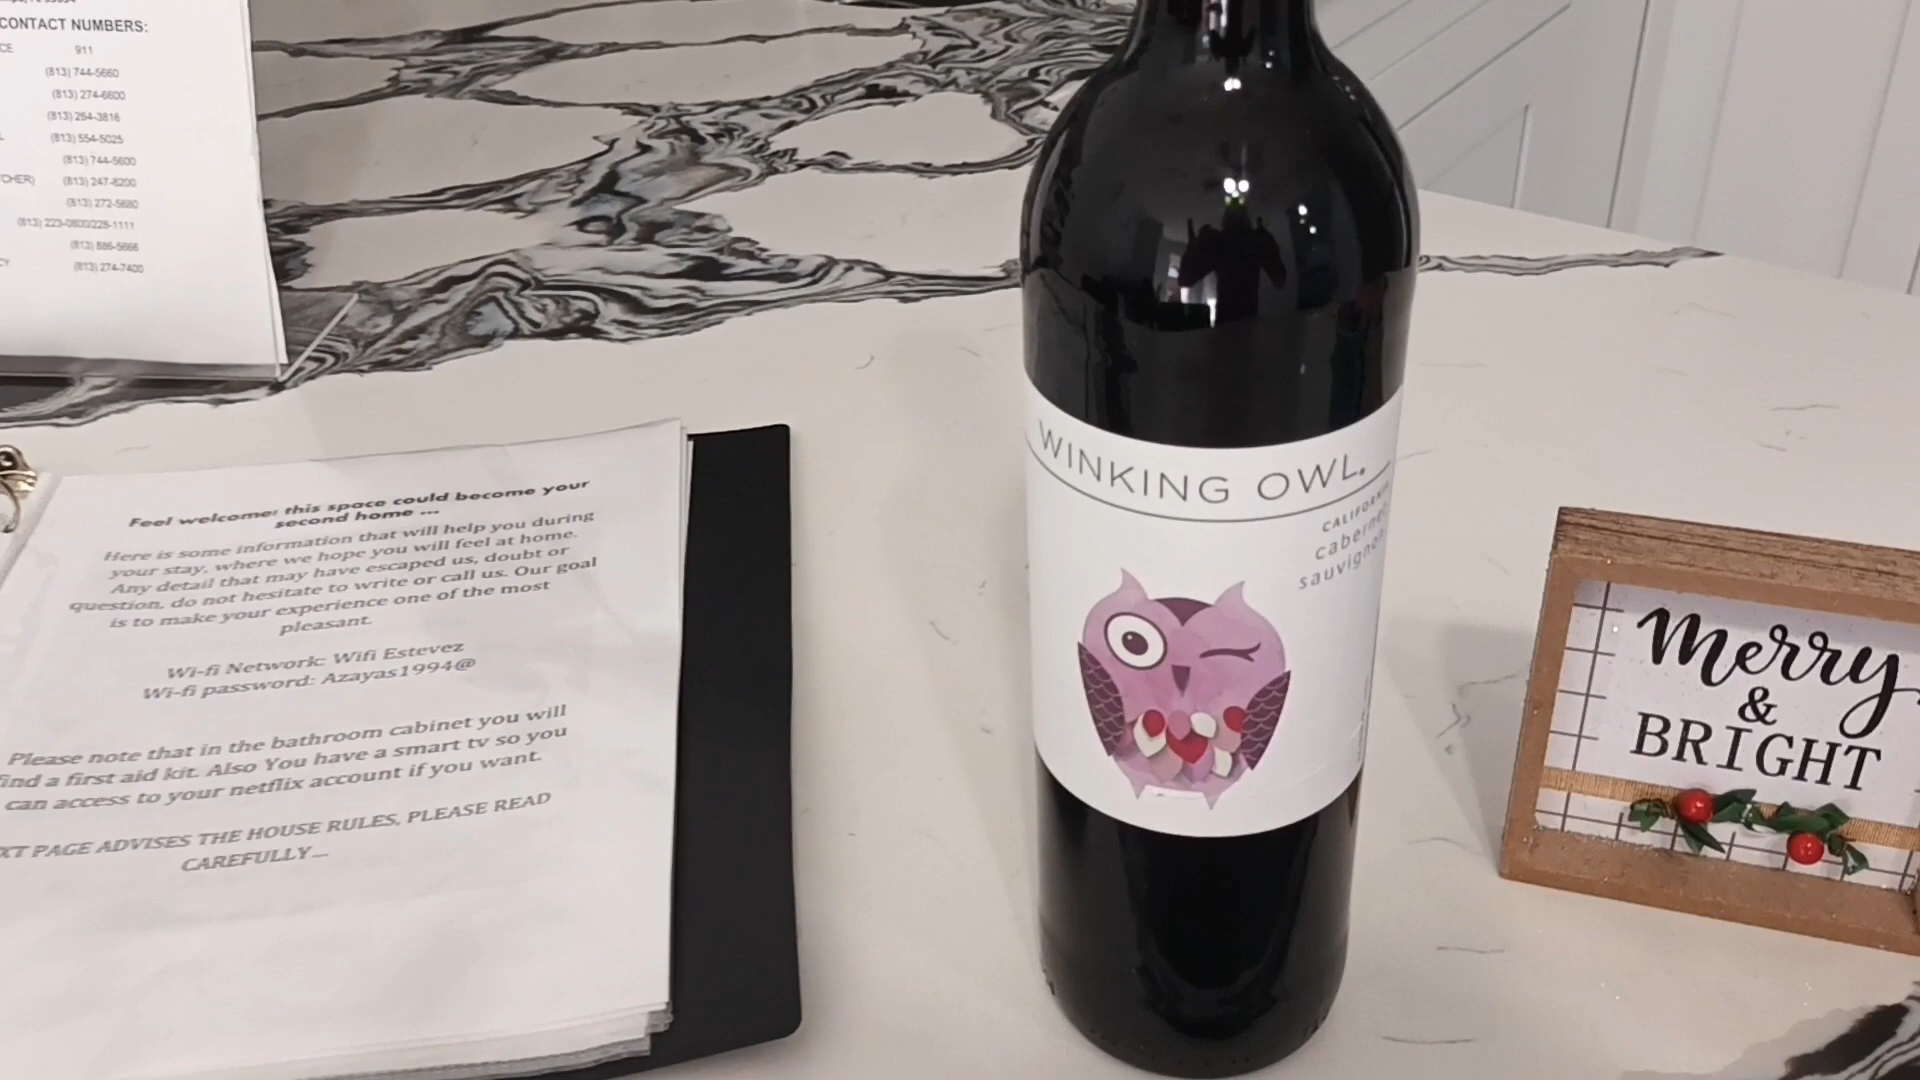 CONTACT NUMBERS:
911
(813) 744-5660
(813) 274-6600
(813) 264-3816
(813) 554-5025
(813) 744-5600
(813) 247-8200
(813) 272-5680
(813) 223-0800/228-1111
(813) 886-5666
(813) 274-7400
Feel welcome: this space could become your
second home ...
Here is some information that will help you during
your stay, where we hope you will feel at home.
Any detail that may have escaped us, doubt or
question, do not hesitate to write or call us. Our goal
is to make your experience one of the most
pleasant.
Wi-fi Network: Wifi Estevez
Wi-fi password: Azayas1994@
Please note that in the bathroom cabinet you will
find a first aid kit. Also You have a smart tv so you
can access to your netflix account if you want.
PAGE ADVISES THE HOUSE RULES, PLEASE READ
CAREFULLY...
WINKING OWL.
CALIFORNIA
cabernet
sauvignon
Merry
&
BRIGHT